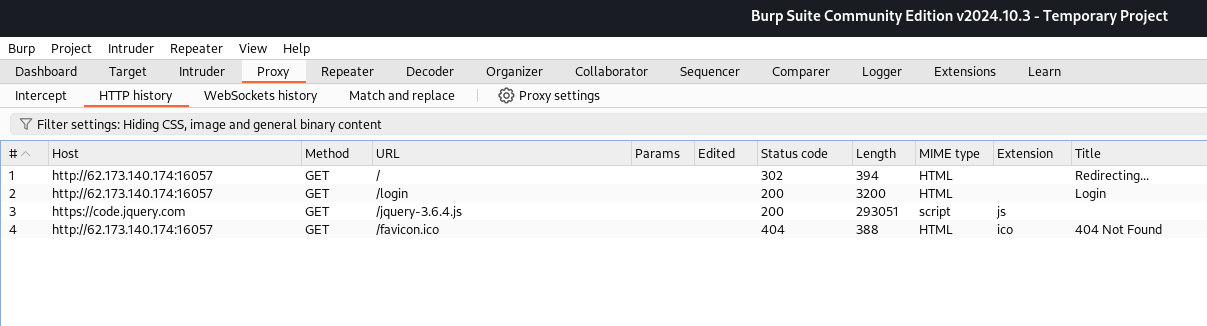 Burp Suite Community Edition v2024.10.3 - Temporary Project
Burp Project Intruder Repeater View Help
Dashboard Target Intruder Proxy Repeater Decoder Organizer Collaborator Sequencer Comparer Logger Extensions Learn
Intercept HTTP history WebSockets history Match and replace Proxy settings
Filter settings: Hiding CSS, image and general binary content
# Host Method URL Params Edited Status code Length MIME type Extension Title
1 http://62.173.140.174:16057 GET / 302 394 HTML Redirecting...
2 http://62.173.140.174:16057 GET /login 200 3200 HTML Login
3 https://code.jquery.com GET /jquery-3.6.4.js 200 293051 script js
4 http://62.173.140.174:16057 GET /favicon.ico 404 388 HTML ico 404 Not Found